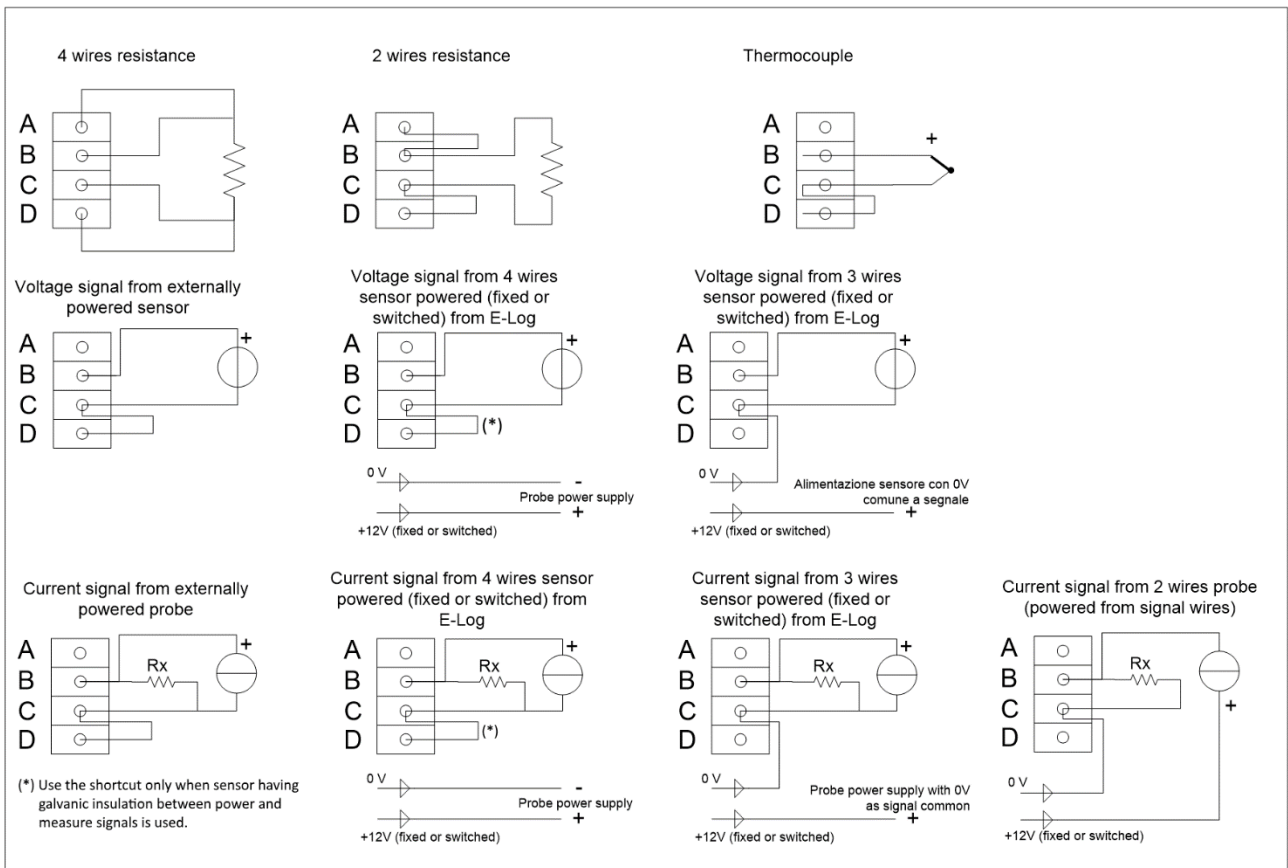 4 wires resistance
A
B
C
D
2 wires resistance
A
B
C
D
Thermocouple
A
B
C
D
+
Voltage signal from externally
powered sensor
A
B
C
D
+
Voltage signal from 4 wires
sensor powered (fixed or
switched) from E-Log
A
B
C
D
+
(*)
0 V
-
Probe power supply
+
+12V (fixed or switched)
Voltage signal from 3 wires
sensor powered (fixed or
switched) from E-Log
A
B
C
D
+
0 V
Alimentazione sensore con 0V
comune a segnale
+
+12V (fixed or switched)
Current signal from externally
powered probe
A
B
C
D
Rx
+
(*) Use the shortcut only when sensor having
galvanic insulation between power and
measure signals is used.
Current signal from 4 wires sensor
powered (fixed or switched) from
E-Log
A
B
C
D
Rx
+
(*)
0 V
-
Probe power supply
+
+12V (fixed or switched)
Current signal from 3 wires
sensor powered (fixed or
switched) from E-Log
A
B
C
D
Rx
+
0 V
Probe power supply with 0V
as signal common
+
+12V (fixed or switched)
Current signal from 2 wires probe
(powered from signal wires)
A
B
C
D
Rx
+
0 V
+12V (fixed or switched)